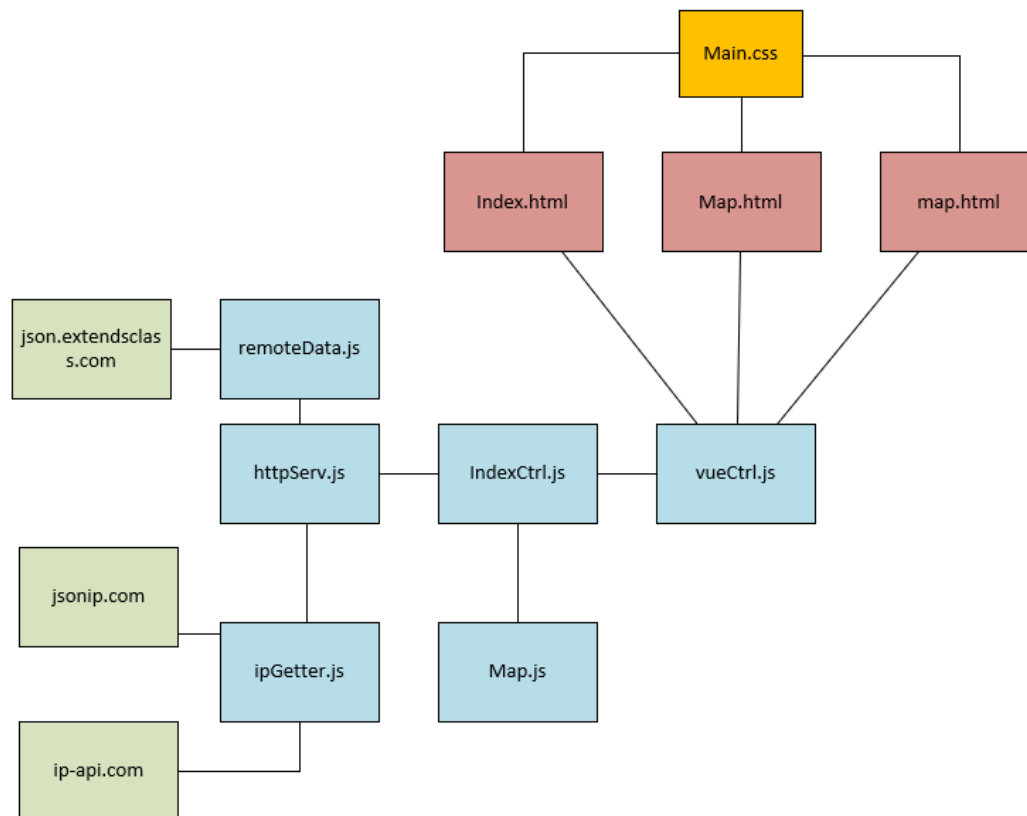 Main.css
Index.html
Map.html
map.html
json.extendsclas
s.com
remoteData.js
httpServ.js
IndexCtrl.js
vueCtrl.js
jsonip.com
ipGetter.js
Map.js
ip-api.com